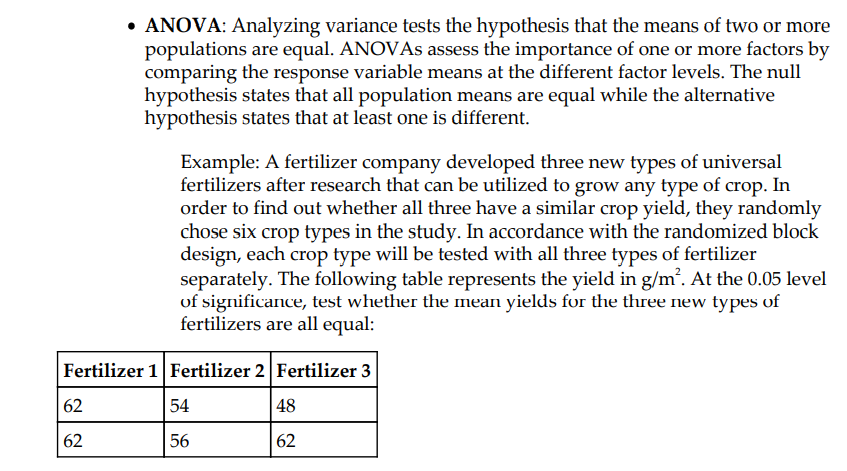 • ANOVA: Analyzing variance tests the hypothesis that the means of two or more
populations are equal. ANOVAs assess the importance of one or more factors by
comparing the response variable means at the different factor levels. The null
hypothesis states that all population means are equal while the alternative
hypothesis states that at least one is different.
Example: A fertilizer company developed three new types of universal
fertilizers after research that can be utilized to grow any type of crop. In
order to find out whether all three have a similar crop yield, they randomly
chose six crop types in the study. In accordance with the randomized block
design, each crop type will be tested with all three types of fertilizer
separately. The following table represents the yield in g/m². At the 0.05 level
of significance, test whether the mean yields for the three new types of
fertilizers are all equal:
Fertilizer 1 Fertilizer 2 Fertilizer 3
62 54 48
62 56 62